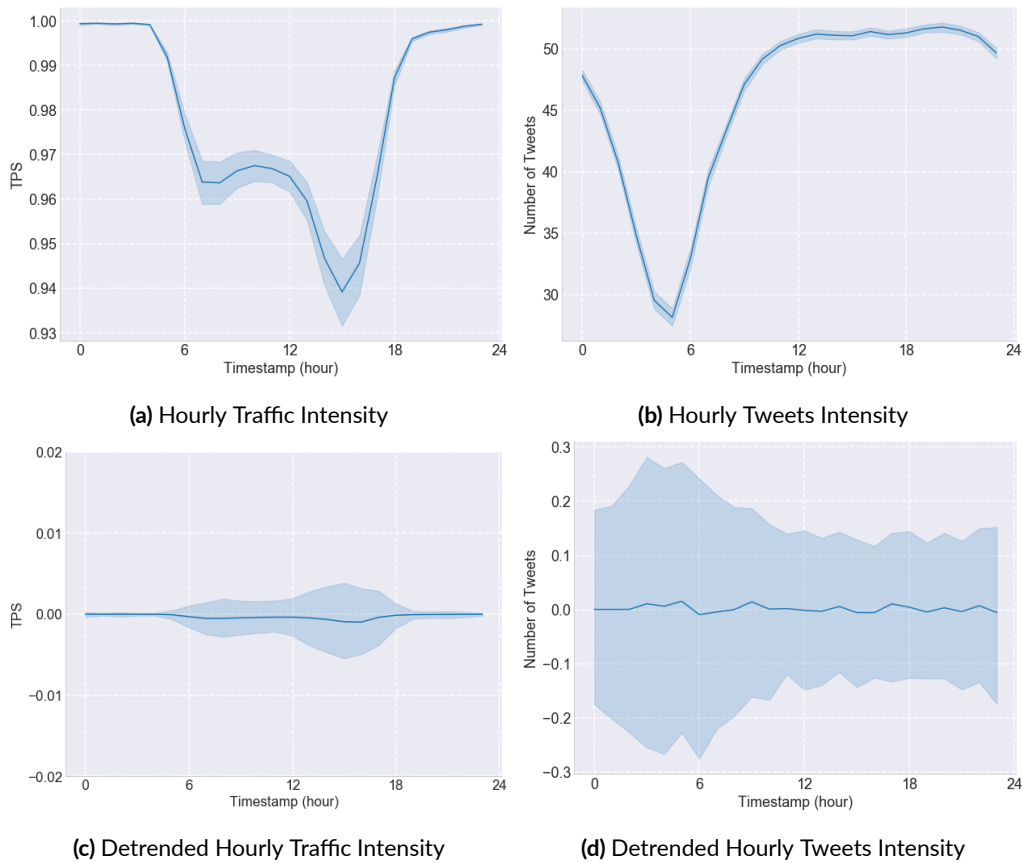 1.00
0.99
0.98
0.97
0.96
0.95
0.94
0.93
TPS
0 6 12 18 24
Timestamp (hour)
(a) Hourly Traffic Intensity
50
45
40
35
30
Number of Tweets
0 6 12 18 24
Timestamp (hour)
(b) Hourly Tweets Intensity
0.02
0.01
0.00
−0.01
−0.02
TPS
0 6 12 18 24
Timestamp (hour)
(c) Detrended Hourly Traffic Intensity
0.3
0.2
0.1
0.0
−0.1
−0.2
−0.3
Number of Tweets
0 6 12 18 24
Timestamp (hour)
(d) Detrended Hourly Tweets Intensity